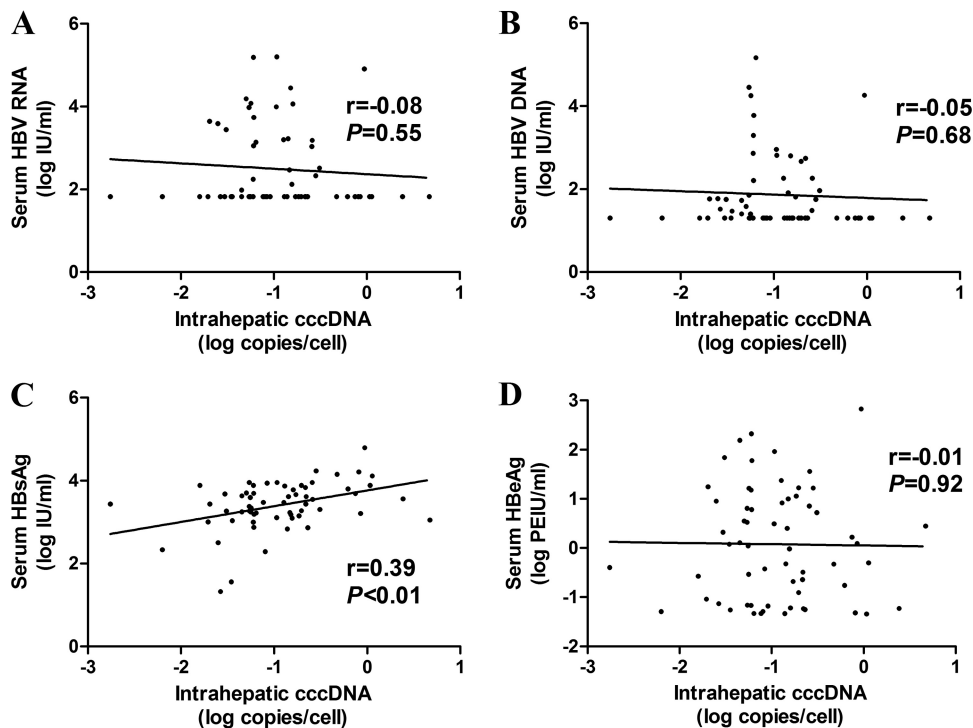 A
Serum HBV RNA
(log IU/ml)
6
4
2
0
r=-0.08
P=0.55
-3 -2 -1 0 1
Intrahepatic cccDNA
(log copies/cell)
B
Serum HBV DNA
(log IU/ml)
6
4
2
0
r=-0.05
P=0.68
-3 -2 -1 0 1
Intrahepatic cccDNA
(log copies/cell)
C
Serum HBsAg
(log IU/ml)
6
4
2
0
r=0.39
P<0.01
-3 -2 -1 0 1
Intrahepatic cccDNA
(log copies/cell)
D
Serum HBeAg
(log PEIU/ml)
3
2
1
0
-1
-2
r=-0.01
P=0.92
-3 -2 -1 0 1
Intrahepatic cccDNA
(log copies/cell)